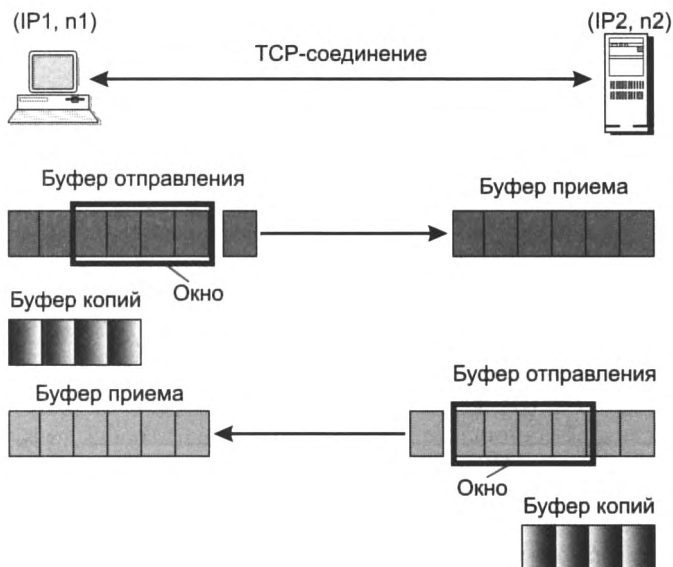 (IP1, n1)
(IP2, n2)
TCP-соединение
Буфер отправления
Буфер приема
Окно
Буфер копий
Буфер приема
Буфер отправления
Окно
Буфер копий